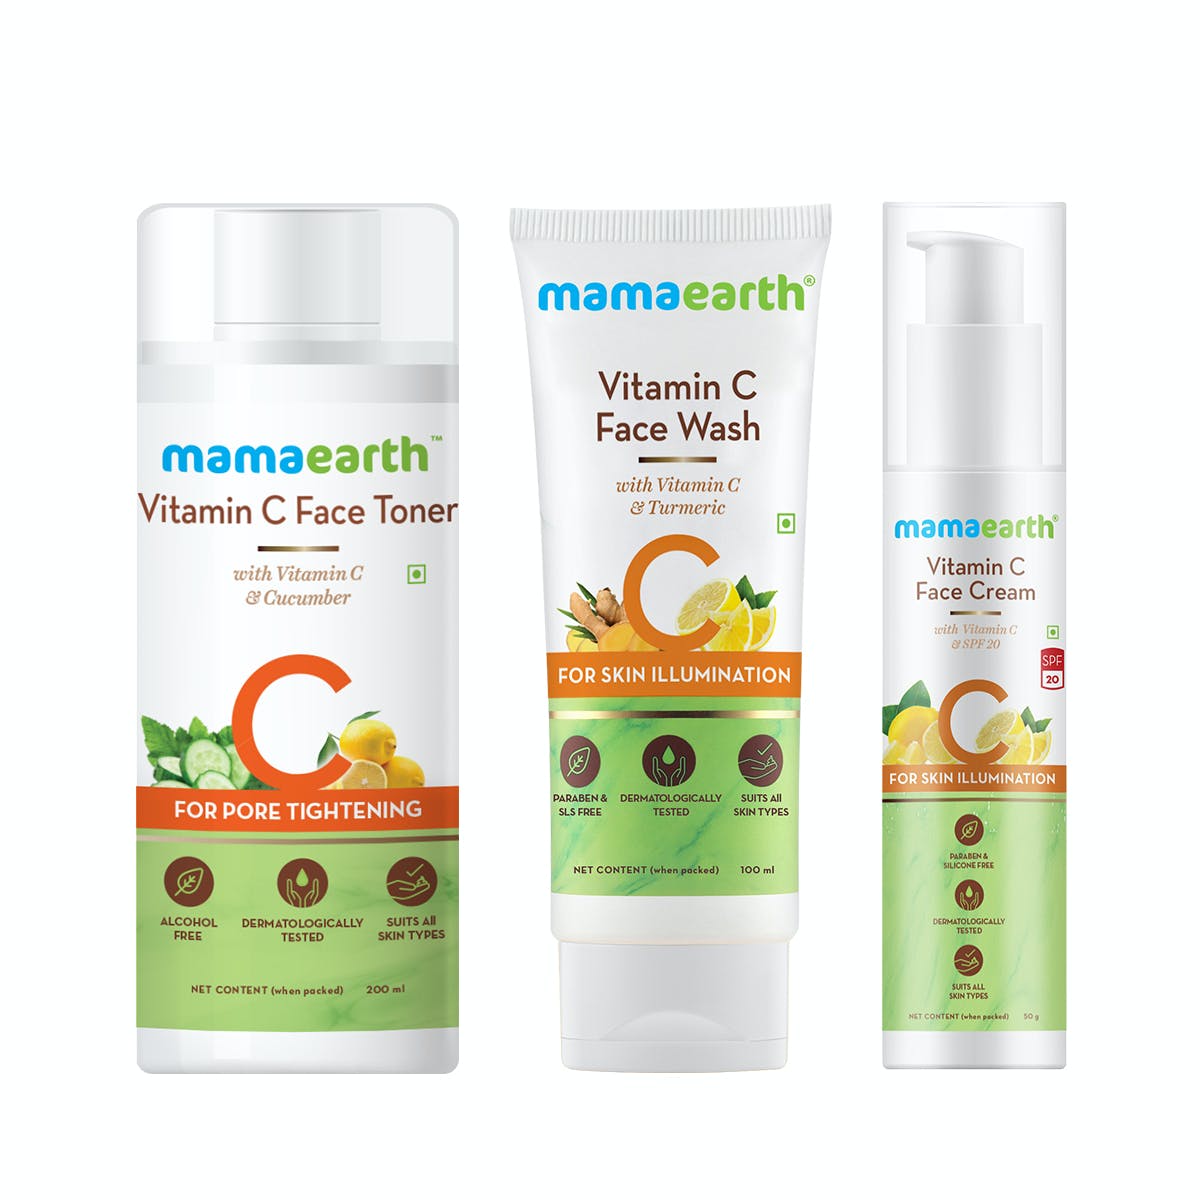 mamaearth™
Vitamin C Face Toner
with Vitamin C
& Cucumber
C
FOR PORE TIGHTENING
ALCOHOL
FREE
DERMATOLOGICALLY
TESTED
SUITS All
SKIN TYPES
NET CONTENT (when packed) 200 ml
mamaearth®
Vitamin C
Face Wash
with Vitamin C
& Turmeric
C
FOR SKIN ILLUMINATION
PARABEN &
SLS FREE
DERMATOLOGICALLY
TESTED
SUITS All
SKIN TYPES
NET CONTENT (when packed) 100 ml
mamaearth®
Vitamin C
Face Cream
with Vitamin C
& SPF 20
SPF
20
C
FOR SKIN ILLUMINATION
PARABEN &
SILICONE FREE
DERMATOLOGICALLY
TESTED
SUITS ALL
SKIN TYPES
NET CONTENT (when packed) 50 g